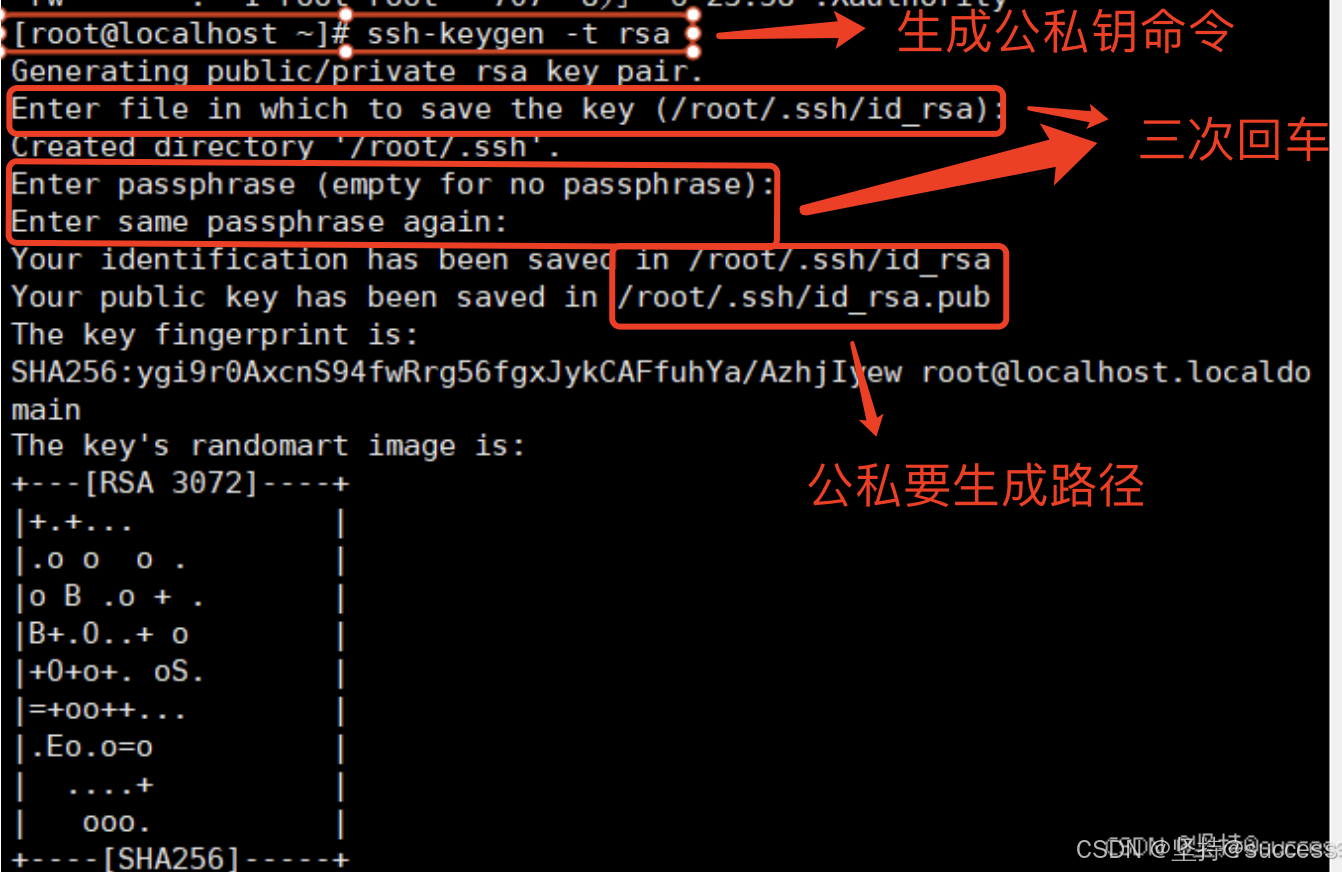 [root@localhost ~]# ssh-keygen -t rsa
生成公私钥命令
Generating public/private rsa key pair.
Enter file in which to save the key (/root/.ssh/id_rsa):
三次回车
Created directory '/root/.ssh'.
Enter passphrase (empty for no passphrase):
Enter same passphrase again:
Your identification has been saved in /root/.ssh/id_rsa
Your public key has been saved in /root/.ssh/id_rsa.pub
The key fingerprint is:
SHA256:ygi9r0AxcnS94fwRrg56fgxJykCAFfuhYa/AzhjIyew root@localhost.localdo
main
The key's randomart image is:
公私要生成路径
+---[RSA 3072]----+
|+.+...           |
|.o o  o .        |
|o B .o + .       |
|B+.O..+ o        |
|+O+o+. oS.       |
|=+oo++...        |
|.Eo.o=o          |
|  ....+          |
|   ooo.          |
+----[SHA256]-----+
CSDN @坚持@success